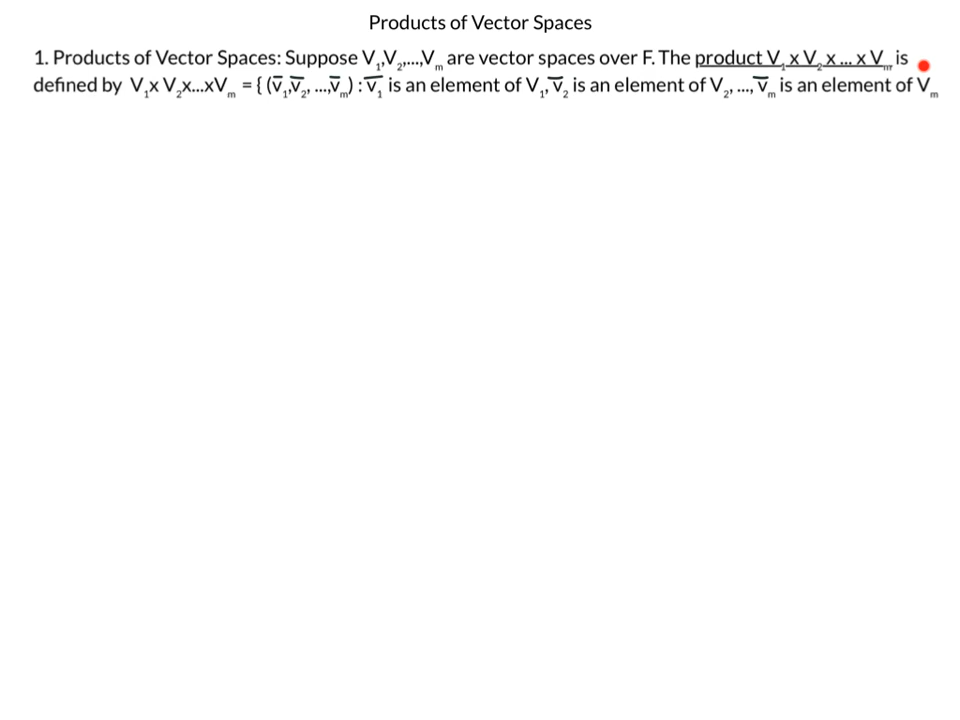 Products of Vector Spaces
1. Products of Vector Spaces: Suppose V₁,V₂,...,Vₘ are vector spaces over F. The product V₁ x V₂ x ... x Vₘ is
defined by V₁x V₂x...xVₘ = { (v̅₁,v̅₂, ...,v̅ₘ) : v̅₁ is an element of V₁, v̅₂ is an element of V₂, ..., v̅ₘ is an element of Vₘ